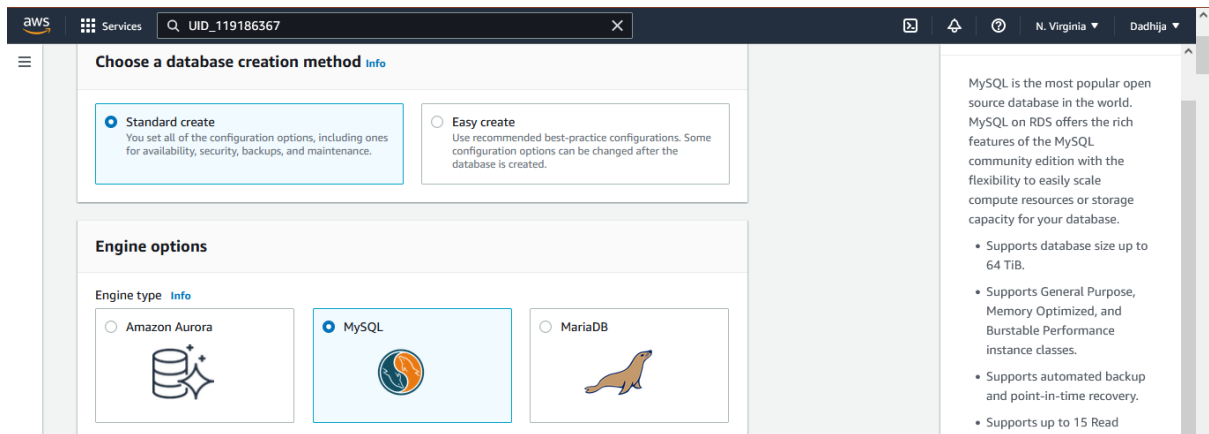 aws
Services
UID_119186367
N. Virginia
Dadhija
Choose a database creation method Info
Standard create
You set all of the configuration options, including ones
for availability, security, backups, and maintenance.
Easy create
Use recommended best-practice configurations. Some
configuration options can be changed after the
database is created.
Engine options
Engine type Info
Amazon Aurora
MySQL
MariaDB
MySQL is the most popular open
source database in the world.
MySQL on RDS offers the rich
features of the MySQL
community edition with the
flexibility to easily scale
compute resources or storage
capacity for your database.
• Supports database size up to
64 TiB.
• Supports General Purpose,
Memory Optimized, and
Burstable Performance
instance classes.
• Supports automated backup
and point-in-time recovery.
• Supports up to 15 Read